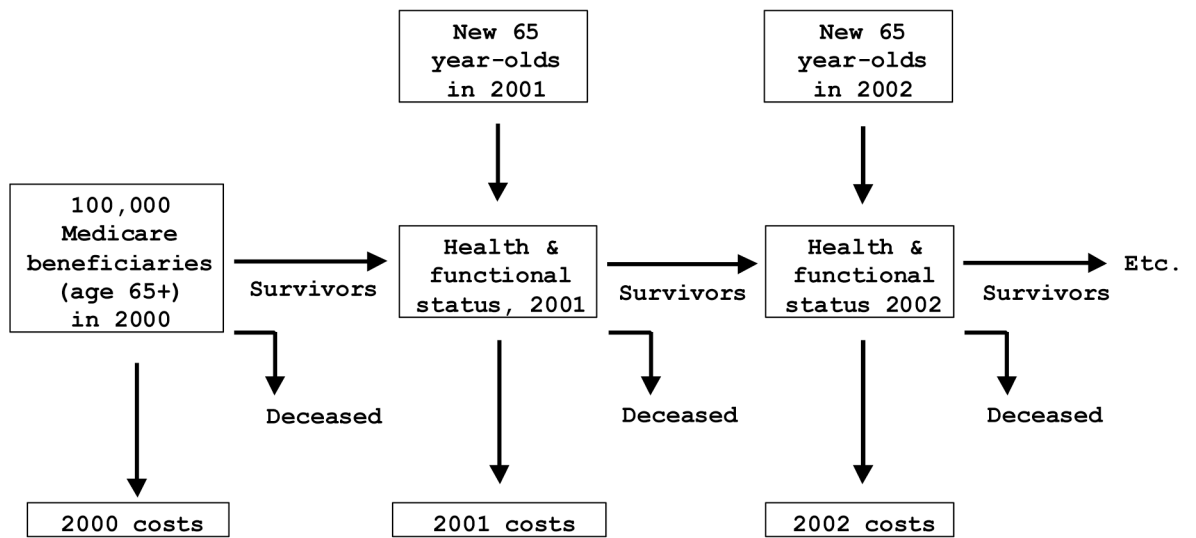 New 65
year-olds
in 2001
New 65
year-olds
in 2002
100,000
Medicare
beneficiaries
(age 65+)
in 2000
Survivors
Health &
functional
status, 2001
Survivors
Health &
functional
status 2002
Survivors
Etc.
Deceased
Deceased
Deceased
2000 costs
2001 costs
2002 costs